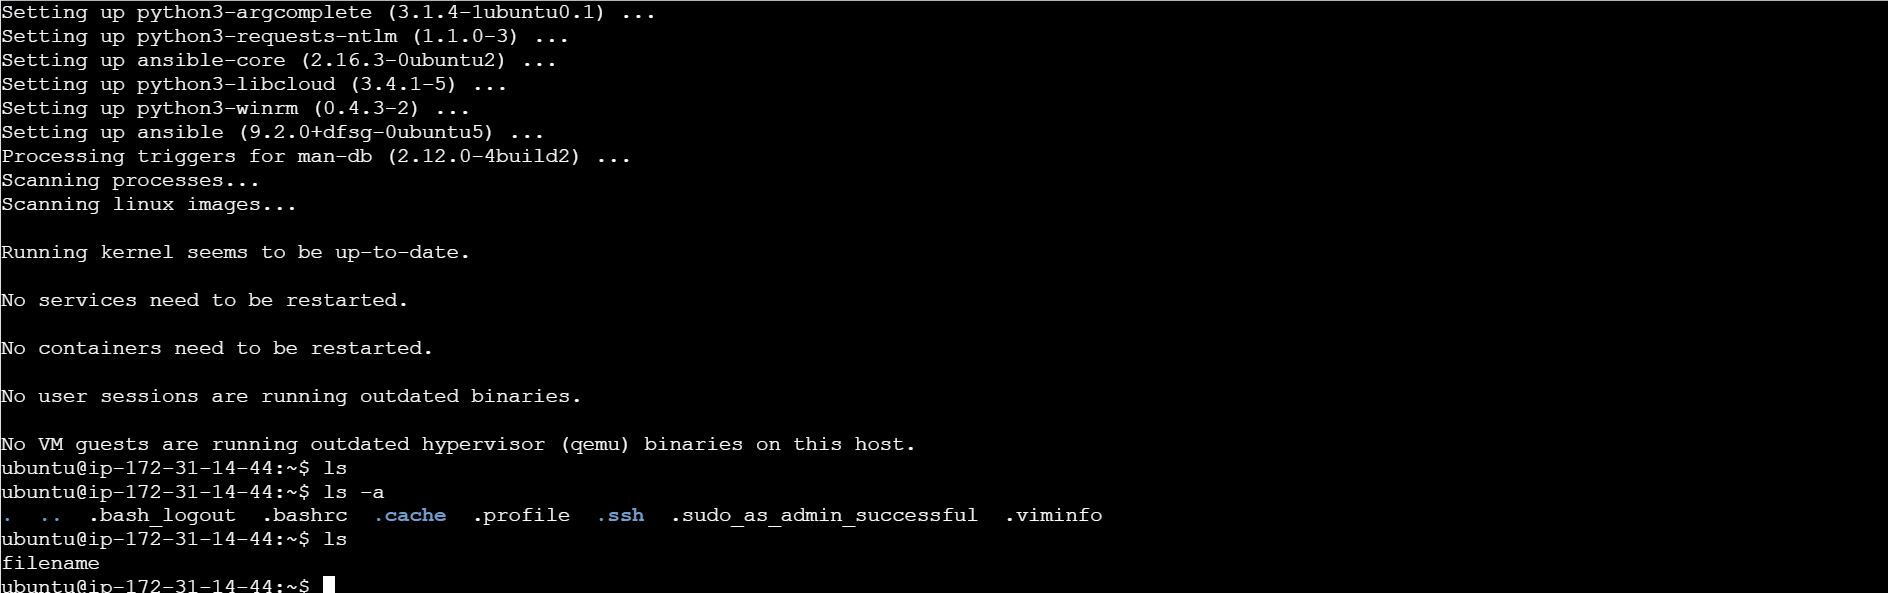 Setting up python3-argcomplete (3.1.4-1ubuntu0.1) ...
Setting up python3-requests-ntlm (1.1.0-3) ...
Setting up ansible-core (2.16.3-0ubuntu2) ...
Setting up python3-libcloud (3.4.1-5) ...
Setting up python3-winrm (0.4.3-2) ...
Setting up ansible (9.2.0+dfsg-0ubuntu5) ...
Processing triggers for man-db (2.12.0-4build2) ...
Scanning processes...
Scanning linux images...
Running kernel seems to be up-to-date.
No services need to be restarted.
No containers need to be restarted.
No user sessions are running outdated binaries.
No VM guests are running outdated hypervisor (qemu) binaries on this host.
ubuntu@ip-172-31-14-44:~$ ls
ubuntu@ip-172-31-14-44:~$ ls -a
.  ..  .bash_logout  .bashrc  .cache  .profile  .ssh  .sudo_as_admin_successful  .viminfo
ubuntu@ip-172-31-14-44:~$ ls
filename
ubuntu@ip-172-31-14-44:~$